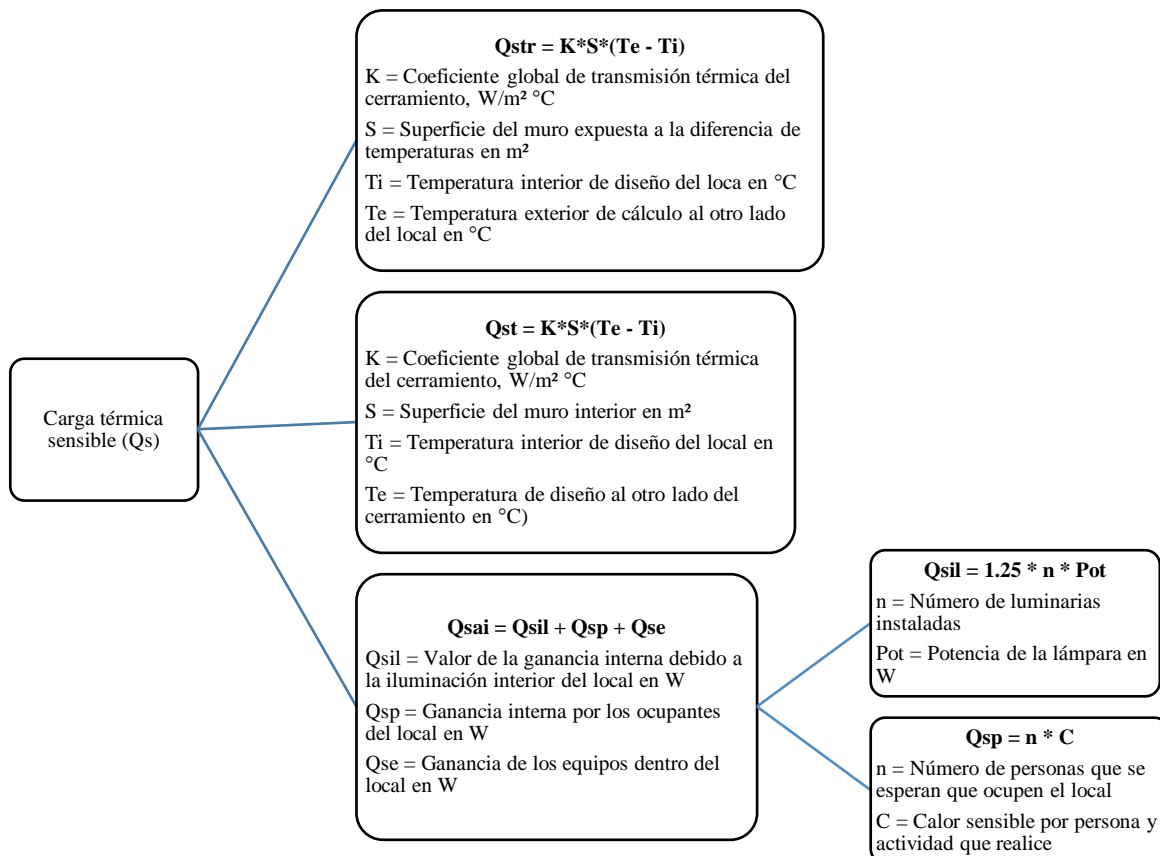 Qstr = K*S*(Te - Ti)
K = Coeficiente global de transmisión térmica del
cerramiento, W/m² °C
S = Superficie del muro expuesta a la diferencia de
temperaturas en m²
Ti = Temperatura interior de diseño del loca en °C
Te = Temperatura exterior de cálculo al otro lado
del local en °C
Carga térmica
sensible (Qs)
Qst = K*S*(Te - Ti)
K = Coeficiente global de transmisión térmica
del cerramiento, W/m² °C
S = Superficie del muro interior en m²
Ti = Temperatura interior de diseño del local en
°C
Te = Temperatura de diseño al otro lado del
cerramiento en °C)
Qsai = Qsil + Qsp + Qse
Qsil = Valor de la ganancia interna debido a
la iluminación interior del local en W
Qsp = Ganancia interna por los ocupantes
del local en W
Qse = Ganancia de los equipos dentro del
local en W
Qsil = 1.25 * n * Pot
n = Número de luminarias
instaladas
Pot = Potencia de la lámpara en
W
Qsp = n * C
n = Número de personas que se
esperan que ocupen el local
C = Calor sensible por persona y
actividad que realice